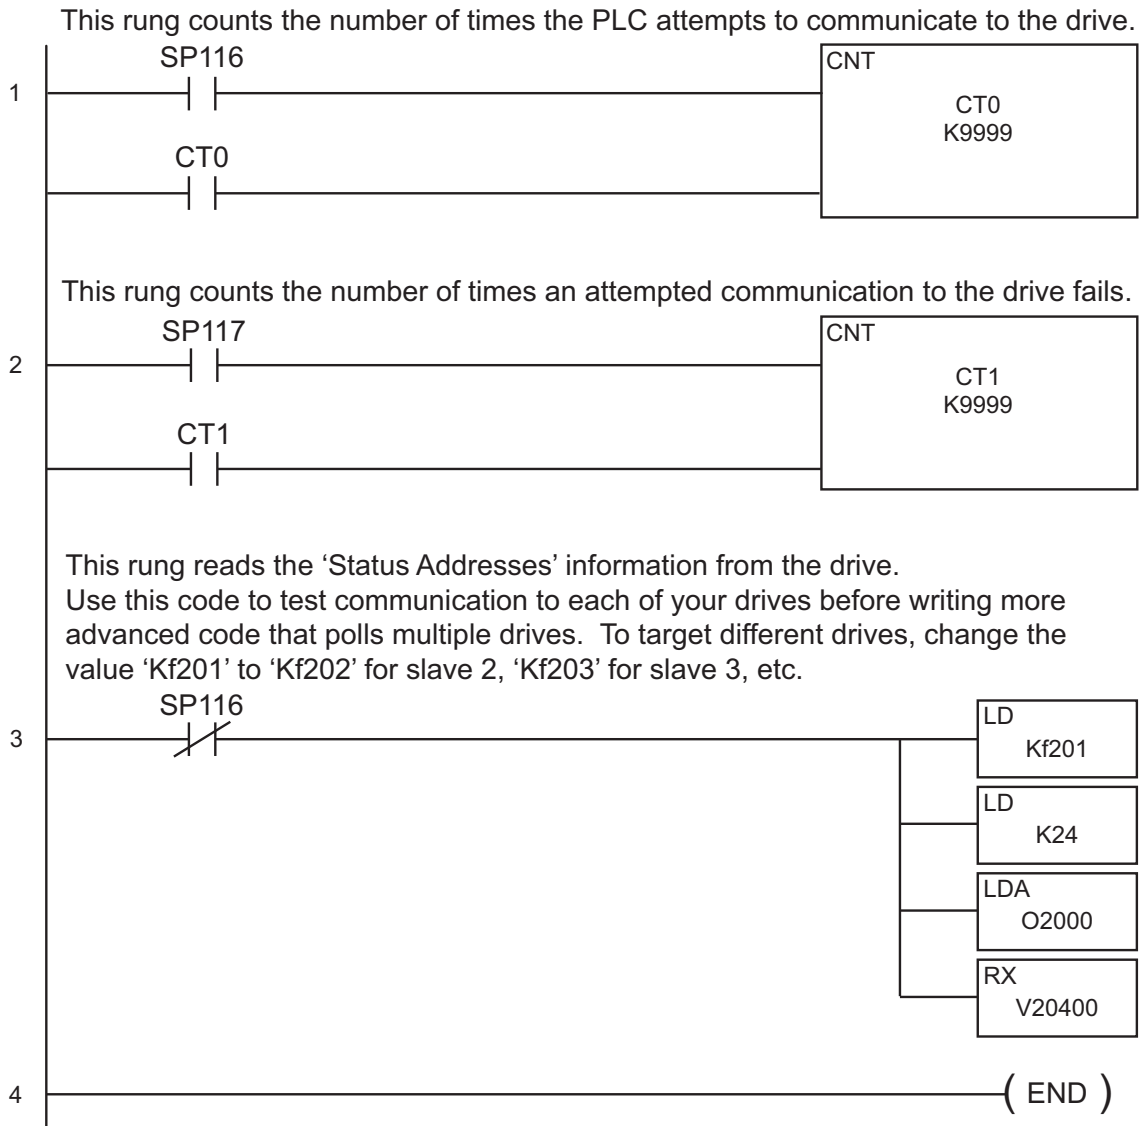 This rung counts the number of times the PLC attempts to communicate to the drive.
SP116
CNT
1
CT0
K9999
CT0
This rung counts the number of times an attempted communication to the drive fails.
SP117
CNT
2
CT1
K9999
CT1
This rung reads the ‘Status Addresses’ information from the drive.
Use this code to test communication to each of your drives before writing more
advanced code that polls multiple drives.  To target different drives, change the
value ‘Kf201’ to ‘Kf202’ for slave 2, ‘Kf203’ for slave 3, etc.
SP116
LD
3
Kf201
LD
K24
LDA
O2000
RX
V20400
4
( END )